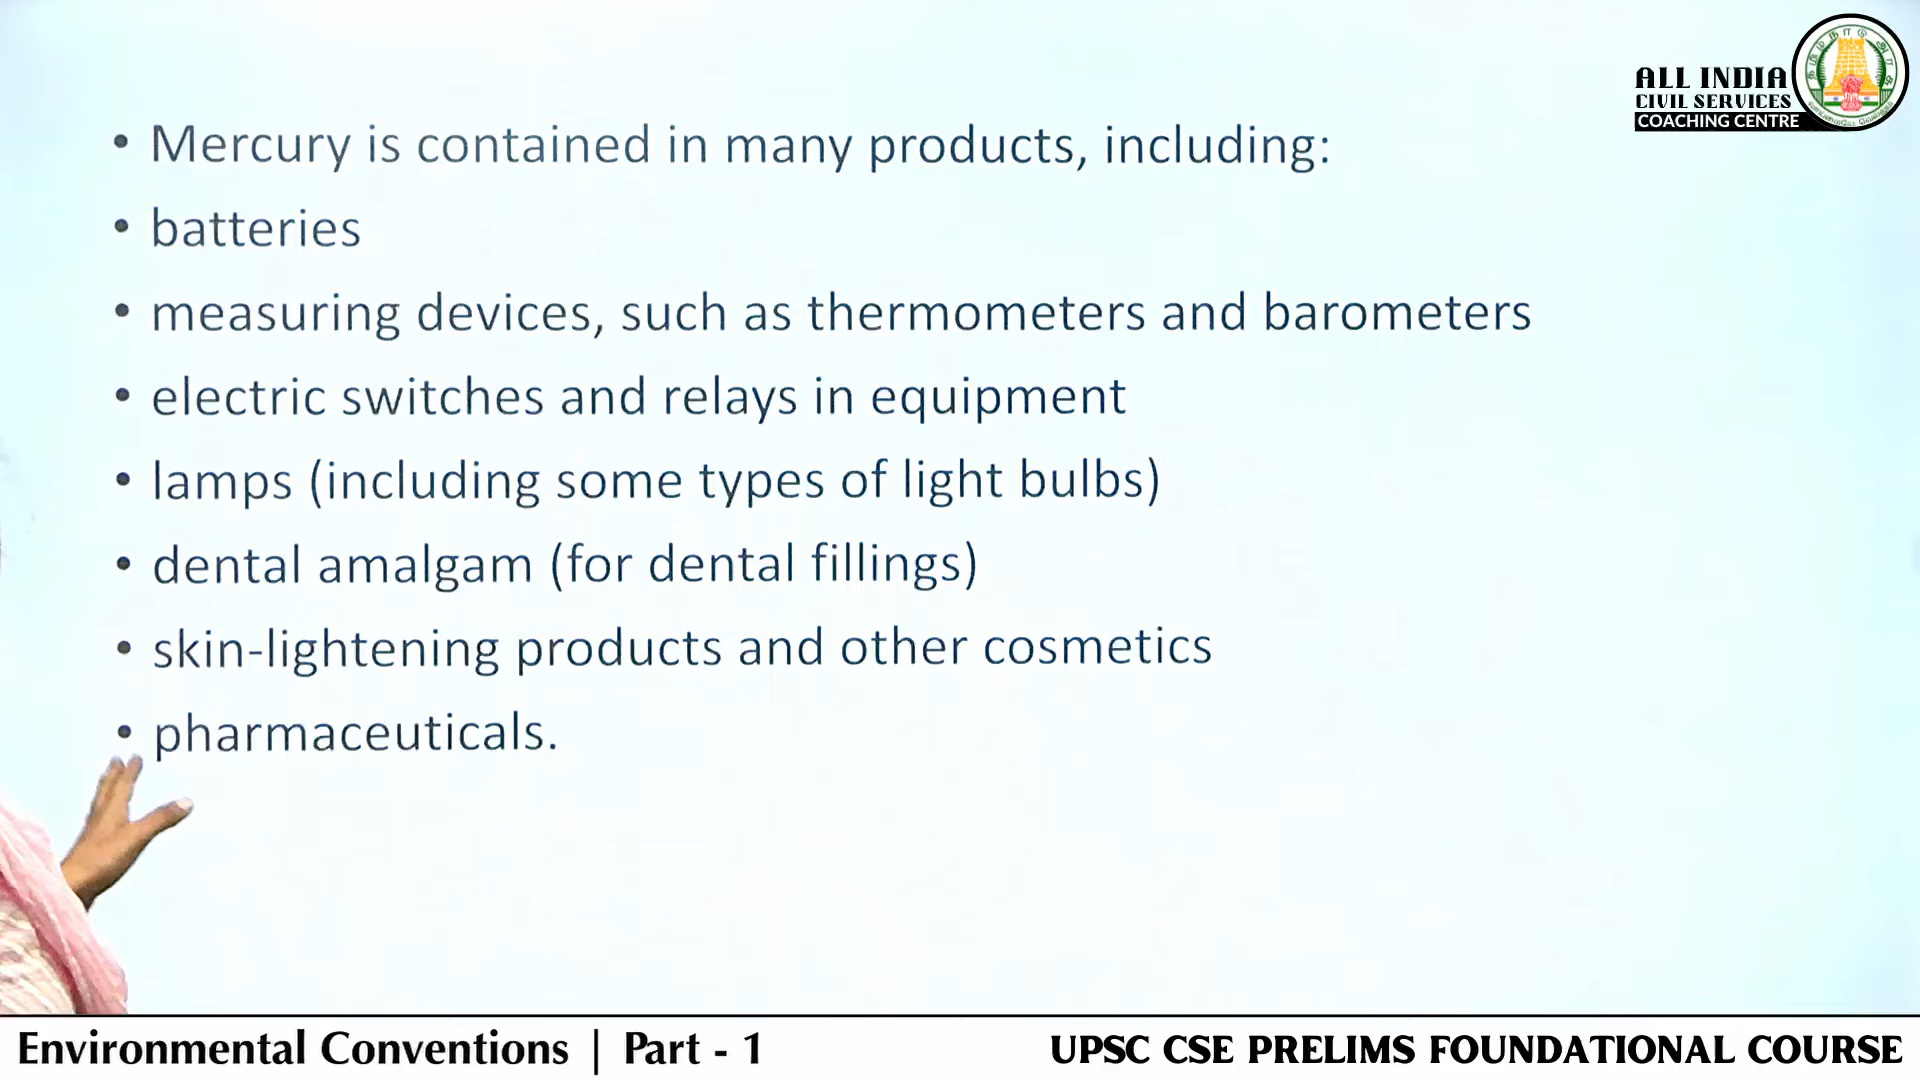 ALL INDIA
CIVIL SERVICES
COACHING CENTRE
• Mercury is contained in many products, including:
• batteries
• measuring devices, such as thermometers and barometers
• electric switches and relays in equipment
• lamps (including some types of light bulbs)
• dental amalgam (for dental fillings)
• skin-lightening products and other cosmetics
• pharmaceuticals.
Environmental Conventions | Part - 1
UPSC CSE PRELIMS FOUNDATIONAL COURSE